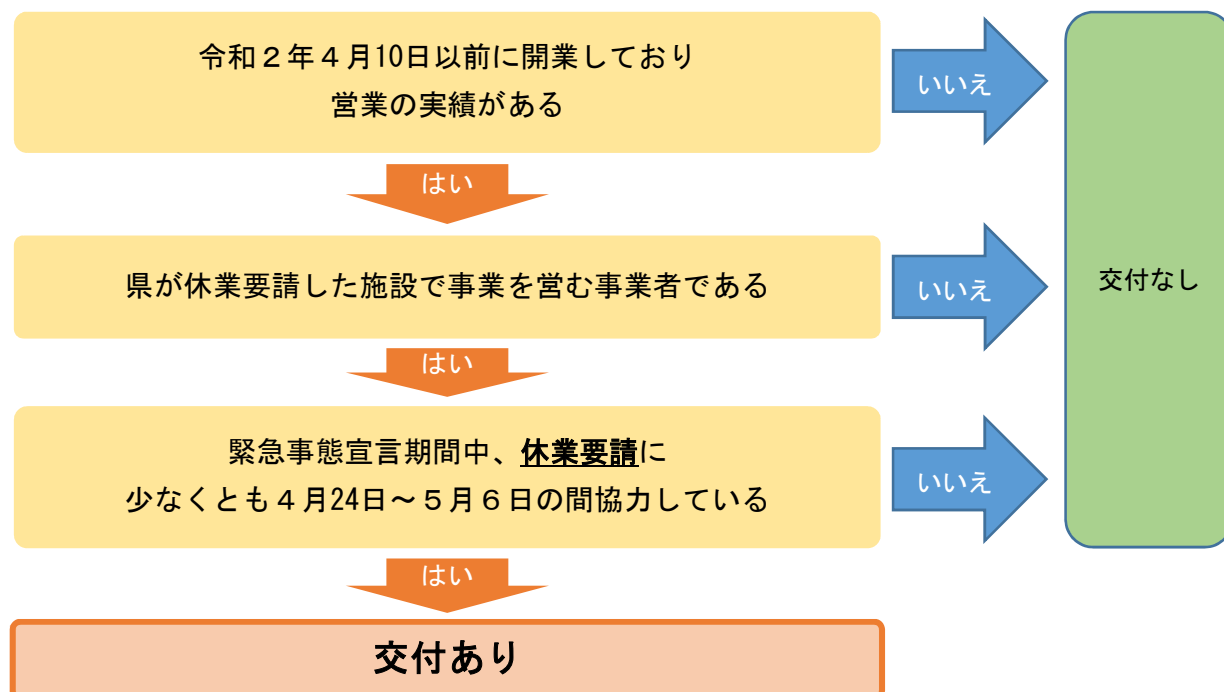 令和２年４月10日以前に開業しており
営業の実績がある
いいえ
はい
県が休業要請した施設で事業を営む事業者である
いいえ
交付なし
はい
緊急事態宣言期間中、休業要請に
少なくとも４月24日～５月６日の間協力している
いいえ
はい
交付あり